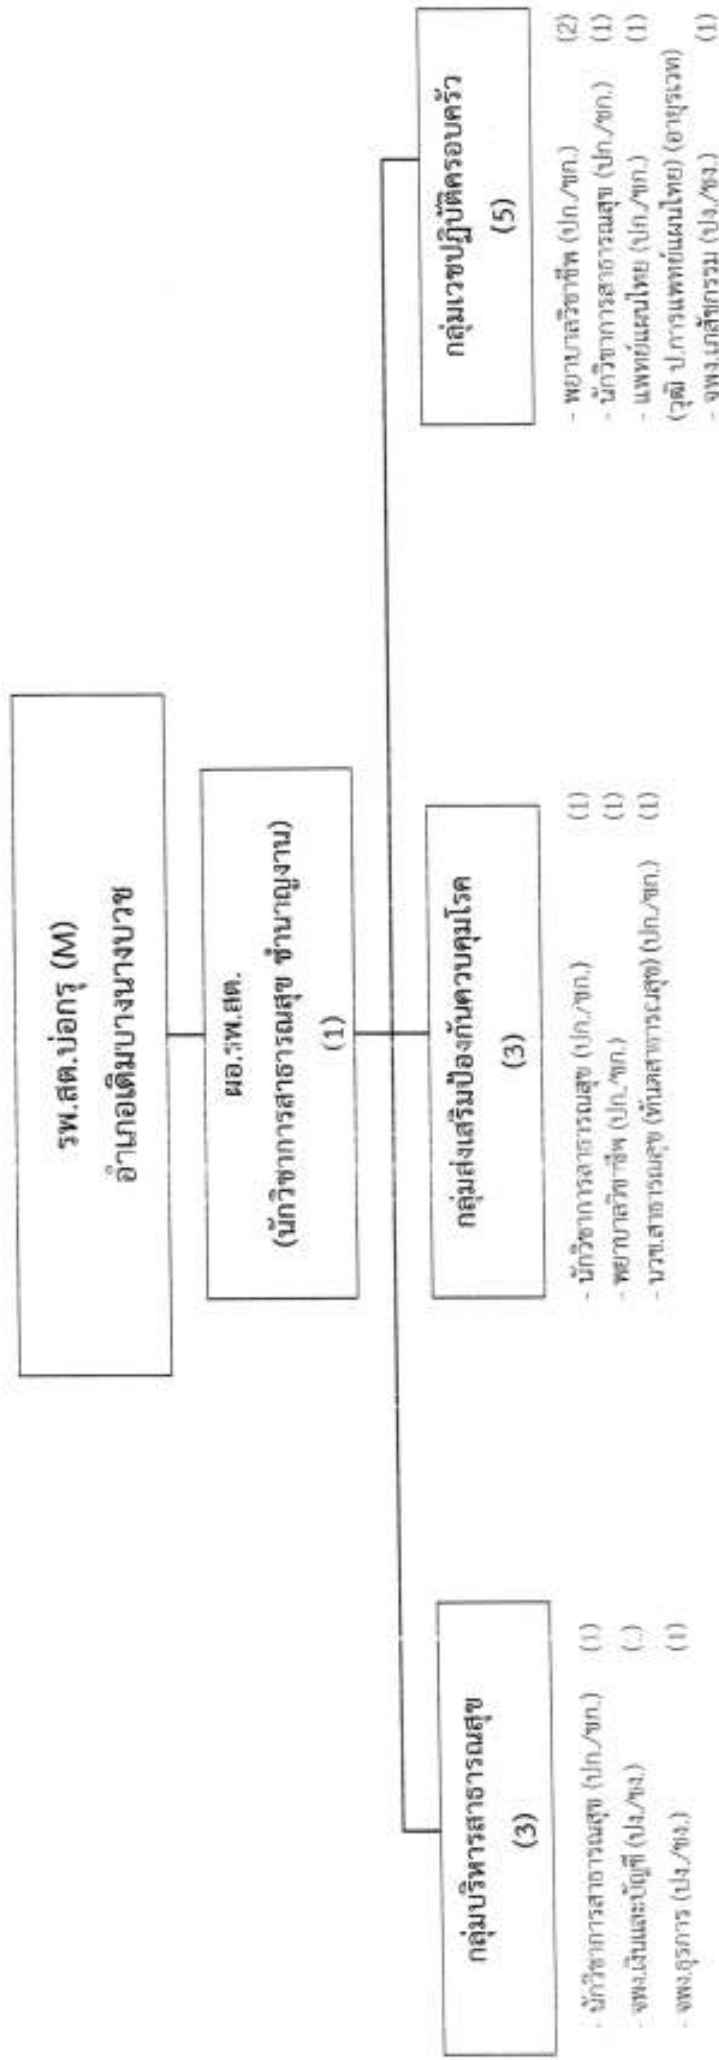 รพ.สต.บ่อกรุ (M)
อำเภอเดิมบางนางบวช
ผอ.รพ.สต.
(นักวิชาการสาธารณสุข ชำนาญงาน)
(1)
กลุ่มบริหารสาธารณสุข
(3)
- นักวิชาการสาธารณสุข (ปก./ชก.) (1)
- จพง.เงินและบัญชี (ปง./ชง.)
- จพง.ธุรการ (ปง./ชง.) (1)
กลุ่มส่งเสริมป้องกันควบคุมโรค
(3)
- นักวิชาการสาธารณสุข (ปก./ชก.) (1)
- พยาบาลวิชาชีพ (ปก./ชก.) (1)
- นวช.สาธารณสุข (ทันตสาธารณสุข) (ปก./ชก.) (1)
กลุ่มเวชปฏิบัติครอบครัว
(5)
- พยาบาลวิชาชีพ (ปก./ชก.) (2)
- นักวิชาการสาธารณสุข (ปก./ชก.) (1)
- แพทย์แผนไทย (ปก./ชก.) (1)
(วุฒิ ป.การแพทย์แผนไทย) (อายุรเวท)
- จพง.เภสัชกรรม (ปง./ชง.) (1)